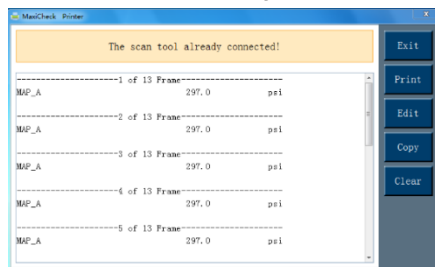 MaxiCheck Printer
The scan tool already connected!
--------------------1 of 13 Frame--------------------
MAP_A 297.0 psi
--------------------2 of 13 Frame--------------------
MAP_A 297.0 psi
--------------------3 of 13 Frame--------------------
MAP_A 297.0 psi
--------------------4 of 13 Frame--------------------
MAP_A 297.0 psi
--------------------5 of 13 Frame--------------------
MAP_A 297.0 psi
Exit
Print
Edit
Copy
Clear